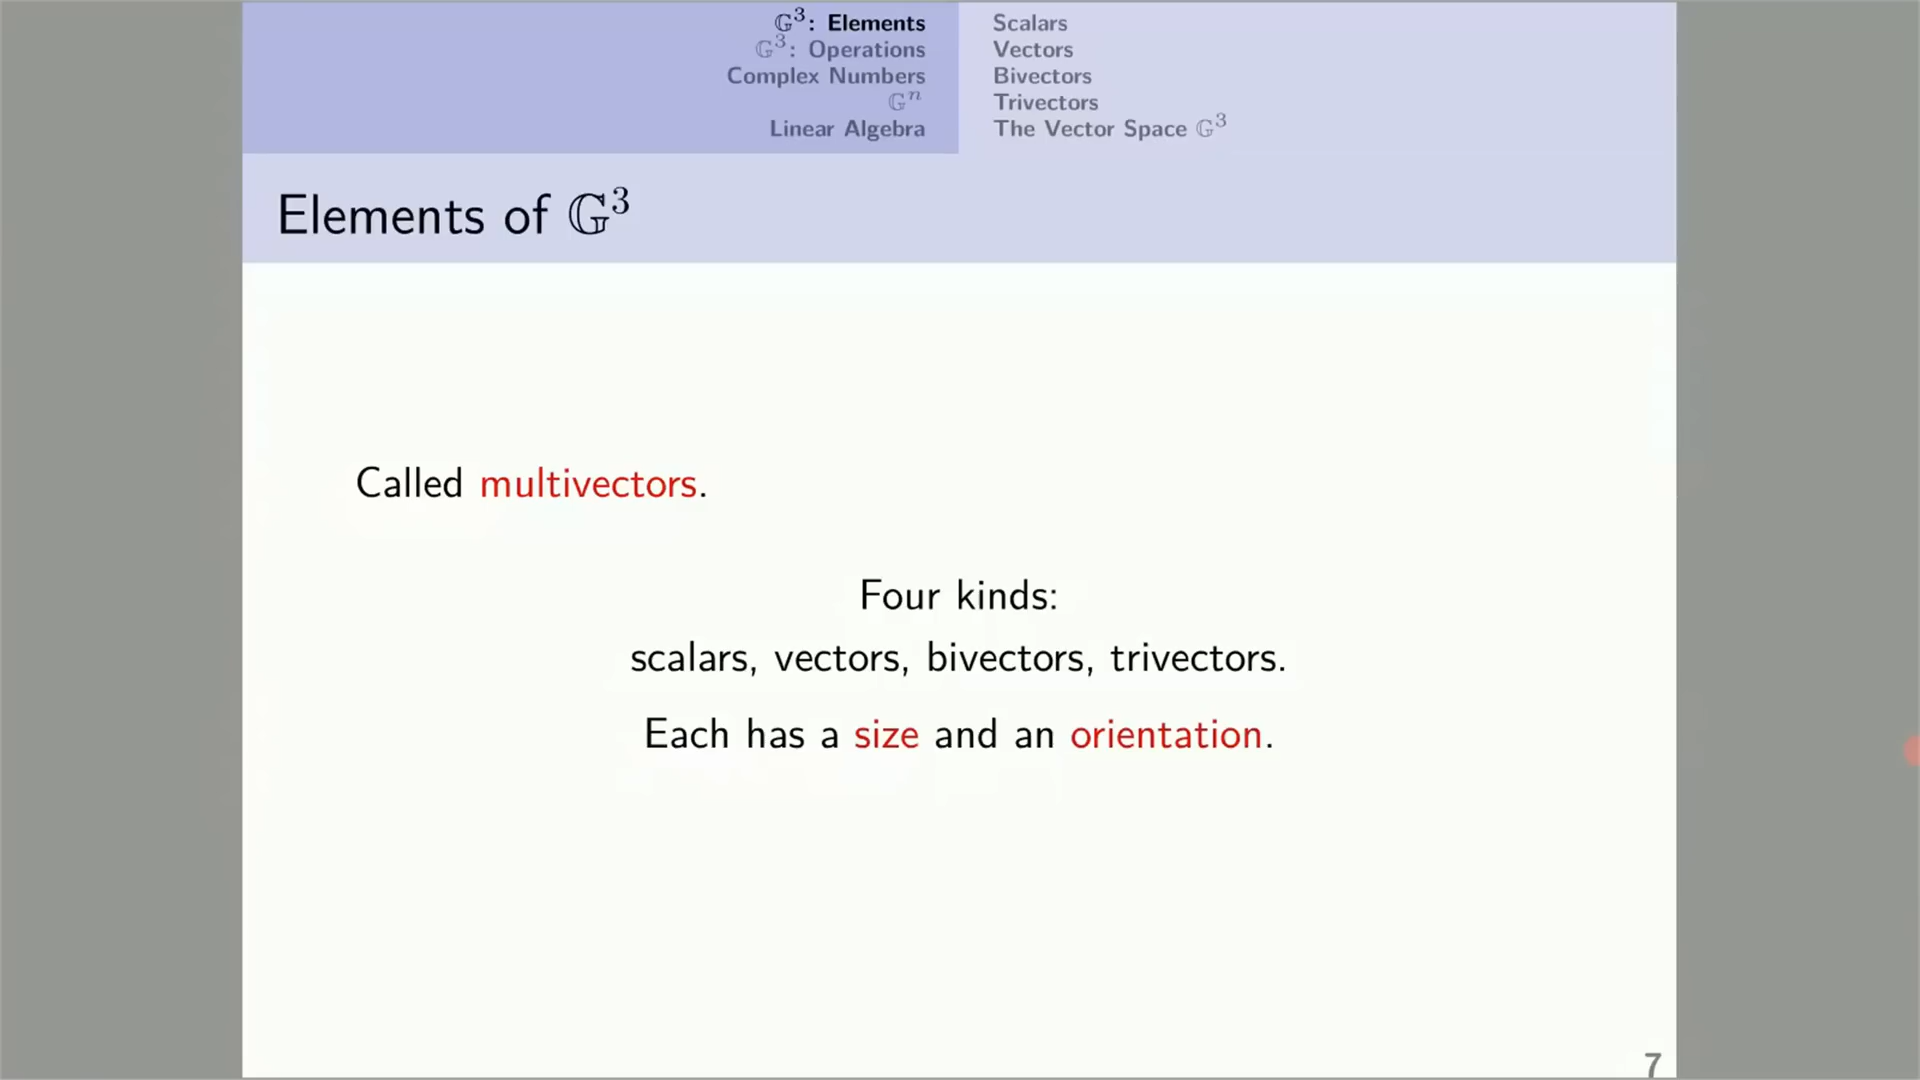 𝔾³: Elements
𝔾³: Operations
Complex Numbers
𝔾ⁿ
Linear Algebra
Scalars
Vectors
Bivectors
Trivectors
The Vector Space 𝔾³
Elements of 𝔾³
Called multivectors.
Four kinds:
scalars, vectors, bivectors, trivectors.
Each has a size and an orientation.
7